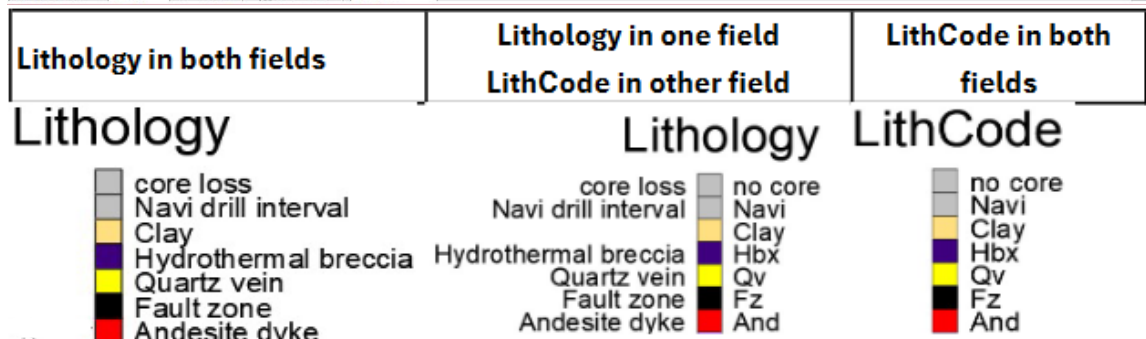 Lithology in both fields
Lithology in one field
LithCode in other field
LithCode in both
fields
Lithology
core loss
Navi drill interval
Clay
Hydrothermal breccia
Quartz vein
Fault zone
Andesite dyke
Lithology
core loss no core
Navi drill interval Navi
Clay
Hydrothermal breccia Hbx
Quartz vein Qv
Fault zone Fz
Andesite dyke And
LithCode
no core
Navi
Clay
Hbx
Qv
Fz
And